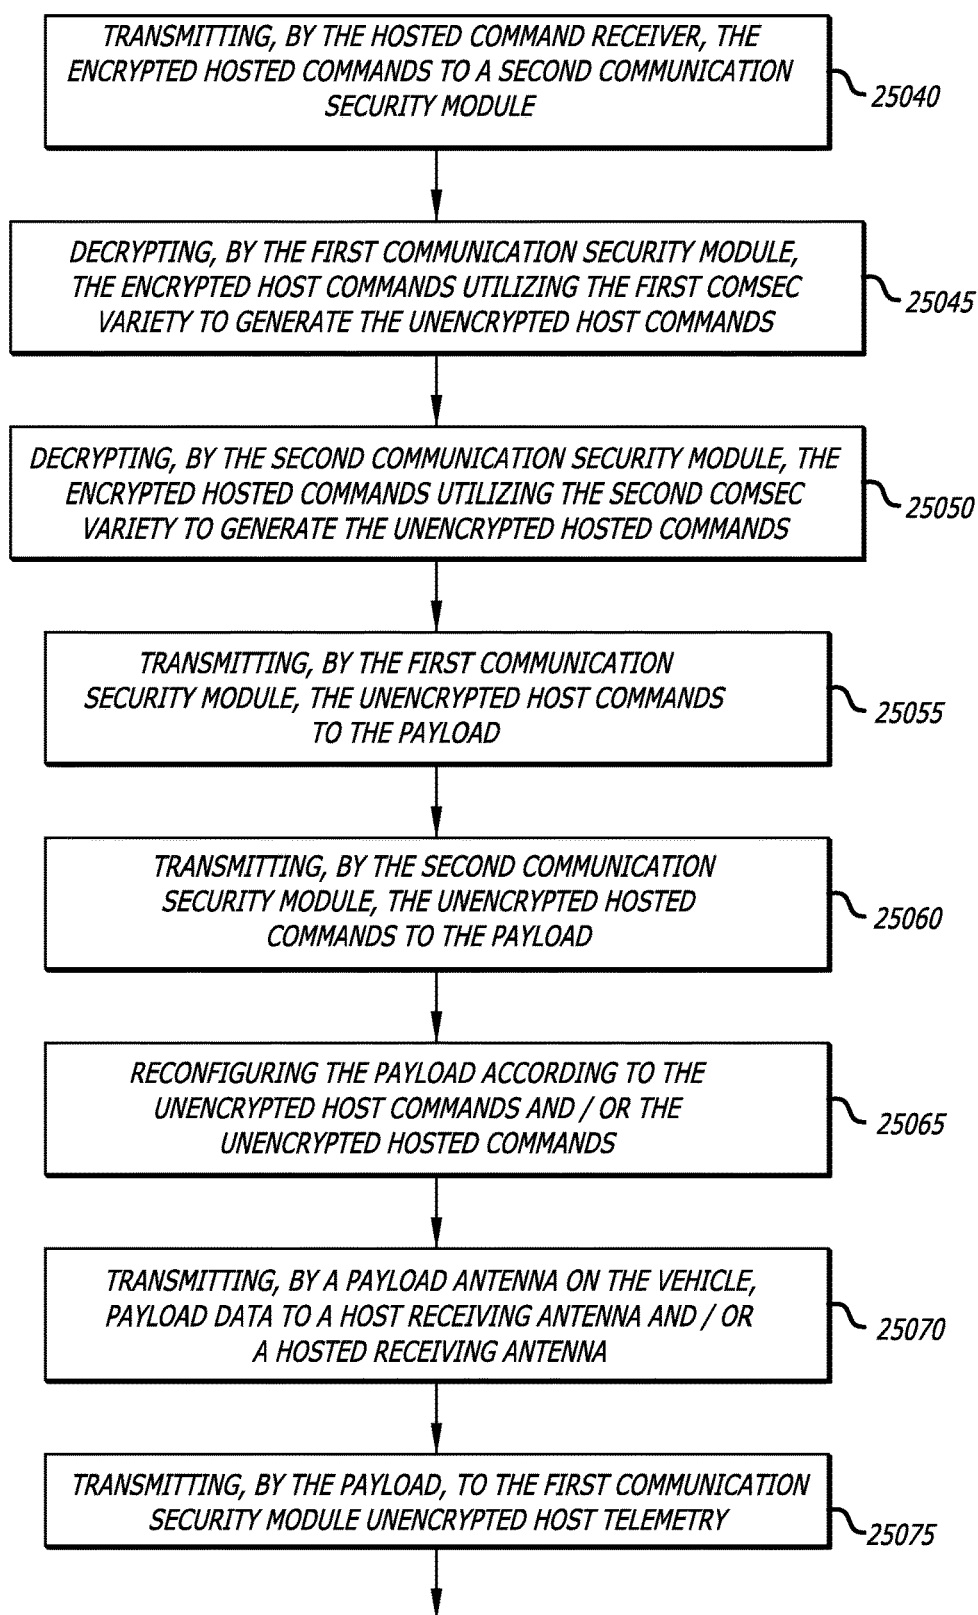 TRANSMITTING, BY THE HOSTED COMMAND RECEIVER, THE
ENCRYPTED HOSTED COMMANDS TO A SECOND COMMUNICATION
SECURITY MODULE
25040
DECRYPTING, BY THE FIRST COMMUNICATION SECURITY MODULE,
THE ENCRYPTED HOST COMMANDS UTILIZING THE FIRST COMSEC
VARIETY TO GENERATE THE UNENCRYPTED HOST COMMANDS
25045
DECRYPTING, BY THE SECOND COMMUNICATION SECURITY MODULE, THE
ENCRYPTED HOSTED COMMANDS UTILIZING THE SECOND COMSEC
VARIETY TO GENERATE THE UNENCRYPTED HOSTED COMMANDS
25050
TRANSMITTING, BY THE FIRST COMMUNICATION
SECURITY MODULE, THE UNENCRYPTED HOST COMMANDS
TO THE PAYLOAD
25055
TRANSMITTING, BY THE SECOND COMMUNICATION
SECURITY MODULE, THE UNENCRYPTED HOSTED
COMMANDS TO THE PAYLOAD
25060
RECONFIGURING THE PAYLOAD ACCORDING TO THE
UNENCRYPTED HOST COMMANDS AND / OR THE
UNENCRYPTED HOSTED COMMANDS
25065
TRANSMITTING, BY A PAYLOAD ANTENNA ON THE VEHICLE,
PAYLOAD DATA TO A HOST RECEIVING ANTENNA AND / OR
A HOSTED RECEIVING ANTENNA
25070
TRANSMITTING, BY THE PAYLOAD, TO THE FIRST COMMUNICATION
SECURITY MODULE UNENCRYPTED HOST TELEMETRY
25075